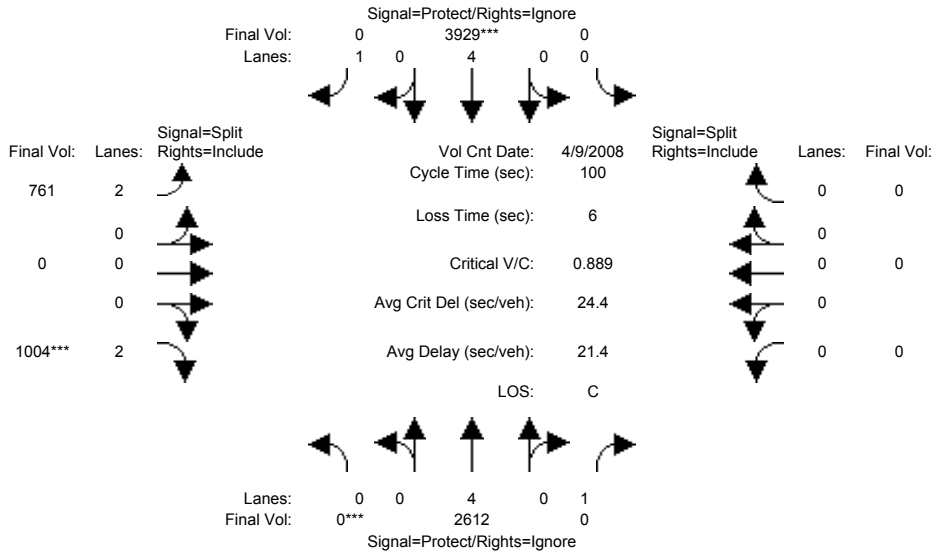 Signal=Protect/Rights=Ignore
Final Vol: 0 3929*** 0
Lanes: 1 0 4 0 0
Signal=Split Signal=Split
Final Vol: Lanes: Rights=Include Vol Cnt Date: 4/9/2008 Rights=Include Lanes: Final Vol:
Cycle Time (sec): 100
761 2 0 0
Loss Time (sec): 6
0 0
0 0 Critical V/C: 0.889 0 0
0 Avg Crit Del (sec/veh): 24.4 0
1004*** 2 Avg Delay (sec/veh): 21.4 0 0
LOS: C
Lanes: 0 0 4 0 1
Final Vol: 0*** 2612 0
Signal=Protect/Rights=Ignore